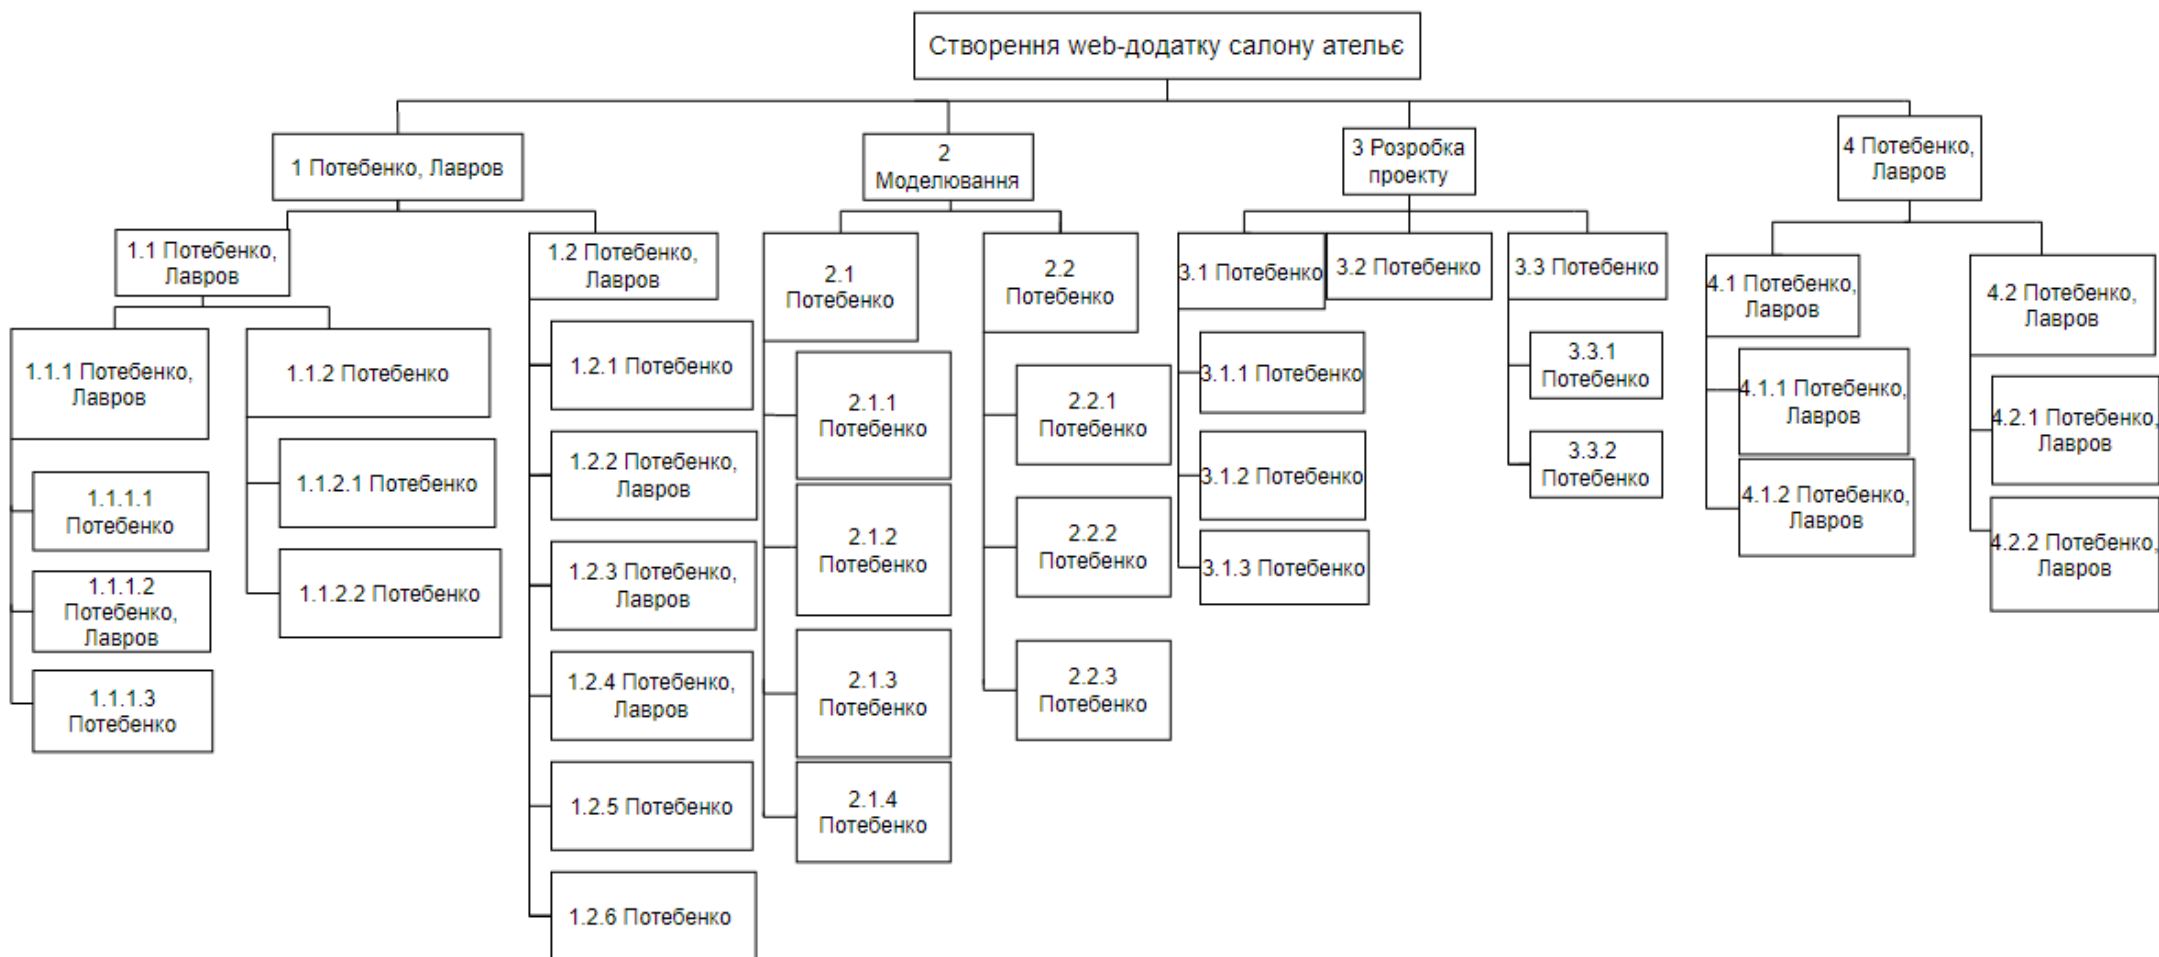 Створення web-додатку салону ательє
1 Потебенко, Лавров
2
Моделювання
3 Розробка
проекту
4 Потебенко,
Лавров
1.1 Потебенко,
Лавров
1.2 Потебенко,
Лавров
2.1
Потебенко
2.2
Потебенко
3.1 Потебенко
3.2 Потебенко
3.3 Потебенко
4.1 Потебенко,
Лавров
4.2 Потебенко,
Лавров
1.1.1 Потебенко,
Лавров
1.1.1.1
Потебенко
1.1.1.2
Потебенко,
Лавров
1.1.1.3
Потебенко
1.1.2 Потебенко
1.1.2.1 Потебенко
1.1.2.2 Потебенко
1.2.1 Потебенко
1.2.2 Потебенко,
Лавров
1.2.3 Потебенко,
Лавров
1.2.4 Потебенко,
Лавров
1.2.5 Потебенко
1.2.6 Потебенко
2.1.1
Потебенко
2.1.2
Потебенко
2.1.3
Потебенко
2.1.4
Потебенко
2.2.1
Потебенко
2.2.2
Потебенко
2.2.3
Потебенко
3.1.1 Потебенко
3.1.2 Потебенко
3.1.3 Потебенко
3.3.1
Потебенко
3.3.2
Потебенко
4.1.1 Потебенко,
Лавров
4.1.2 Потебенко,
Лавров
4.2.1 Потебенко,
Лавров
4.2.2 Потебенко,
Лавров